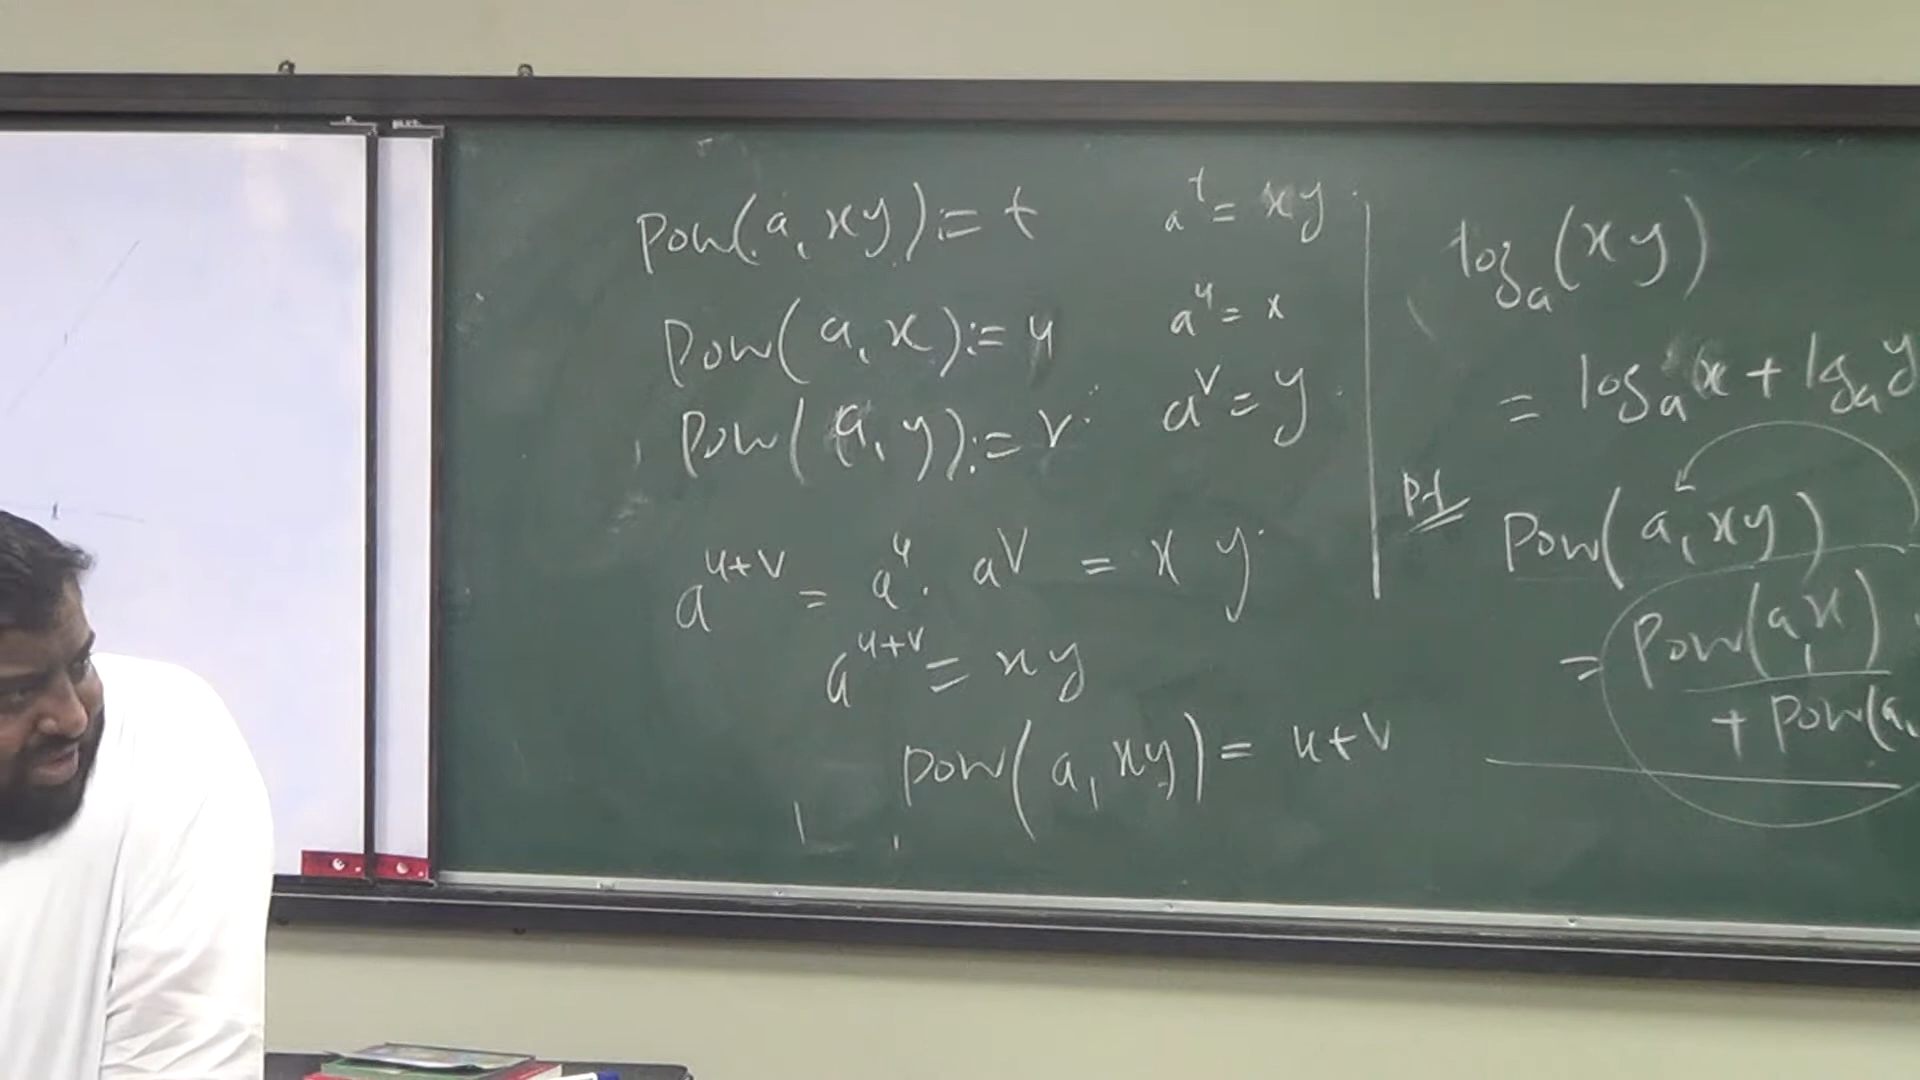 Pow(a, xy) := t    a^t = xy
Pow(a, x) := u    a^u = x
Pow(a, y) := v    a^v = y
a^{u+v} = a^u . a^v = x y
a^{u+v} = xy
Pow(a, xy) = u+v
log_a(xy)
= log_a x + log_a y
Pf
Pow(a, xy)
= Pow(a, x)
+ Pow(a,